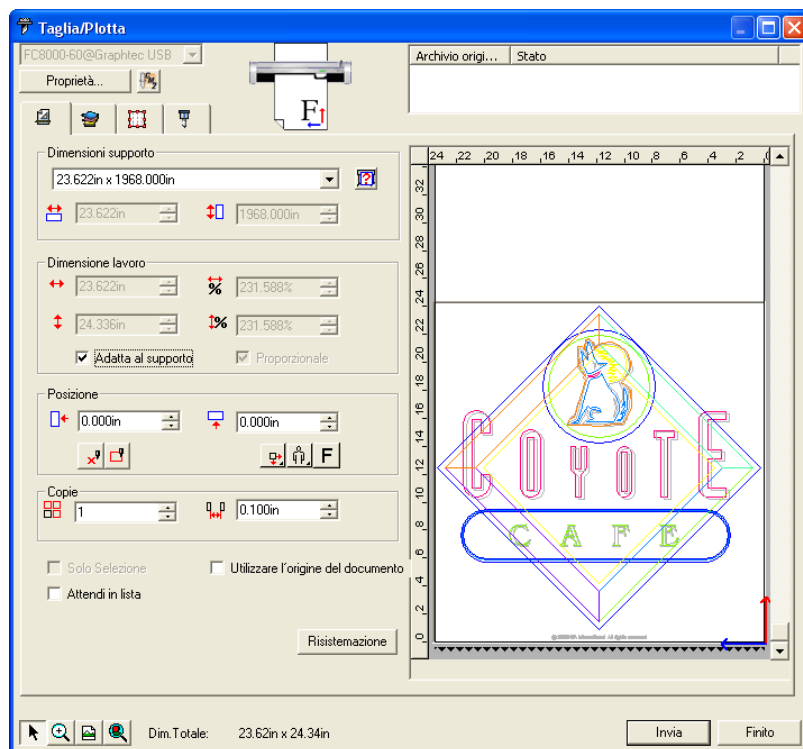 Taglia/Plotta
FC8000-60@Graphtec USB
Archivio origi... Stato
Proprietà...
F
Dimensioni supporto
23.622in x 1968.000in
23.622in 1968.000in
Dimensione lavoro
23.622in % 231.588%
24.336in % 231.588%
Adatta al supporto Proporzionale
Posizione
0.000in 0.000in
F
Copie
1 0.100in
Solo Selezione Utilizzare l'origine del documento
Attendi in lista
Risistemazione
24 22 20 18 16 14 12 10 8 6 4 2 0
32
30
28
26
24
22
20
18
16
14
12
10
8
6
4
2
0
COYOTE
CAFE
Dim.Totale: 23.62in x 24.34in
Invia Finito